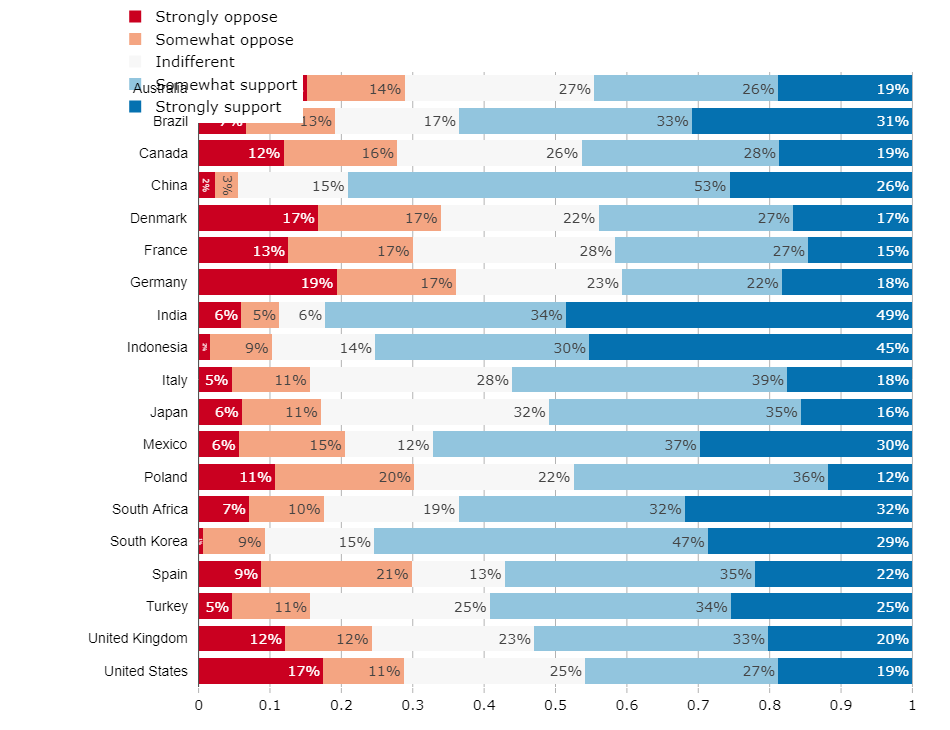 Strongly oppose
Somewhat oppose
Indifferent
Somewhat support
Strongly support
Australia 14% 27% 26% 19%
Brazil 13% 17% 33% 31%
Canada 12% 16% 26% 28% 19%
China 2% 3% 15% 53% 26%
Denmark 17% 17% 22% 27% 17%
France 13% 17% 28% 27% 15%
Germany 19% 17% 23% 22% 18%
India 6% 5% 6% 34% 49%
Indonesia 2% 9% 14% 30% 45%
Italy 5% 11% 28% 39% 18%
Japan 6% 11% 32% 35% 16%
Mexico 6% 15% 12% 37% 30%
Poland 11% 20% 22% 36% 12%
South Africa 7% 10% 19% 32% 32%
South Korea 9% 15% 47% 29%
Spain 9% 21% 13% 35% 22%
Turkey 5% 11% 25% 34% 25%
United Kingdom 12% 12% 23% 33% 20%
United States 17% 11% 25% 27% 19%
0 0.1 0.2 0.3 0.4 0.5 0.6 0.7 0.8 0.9 1